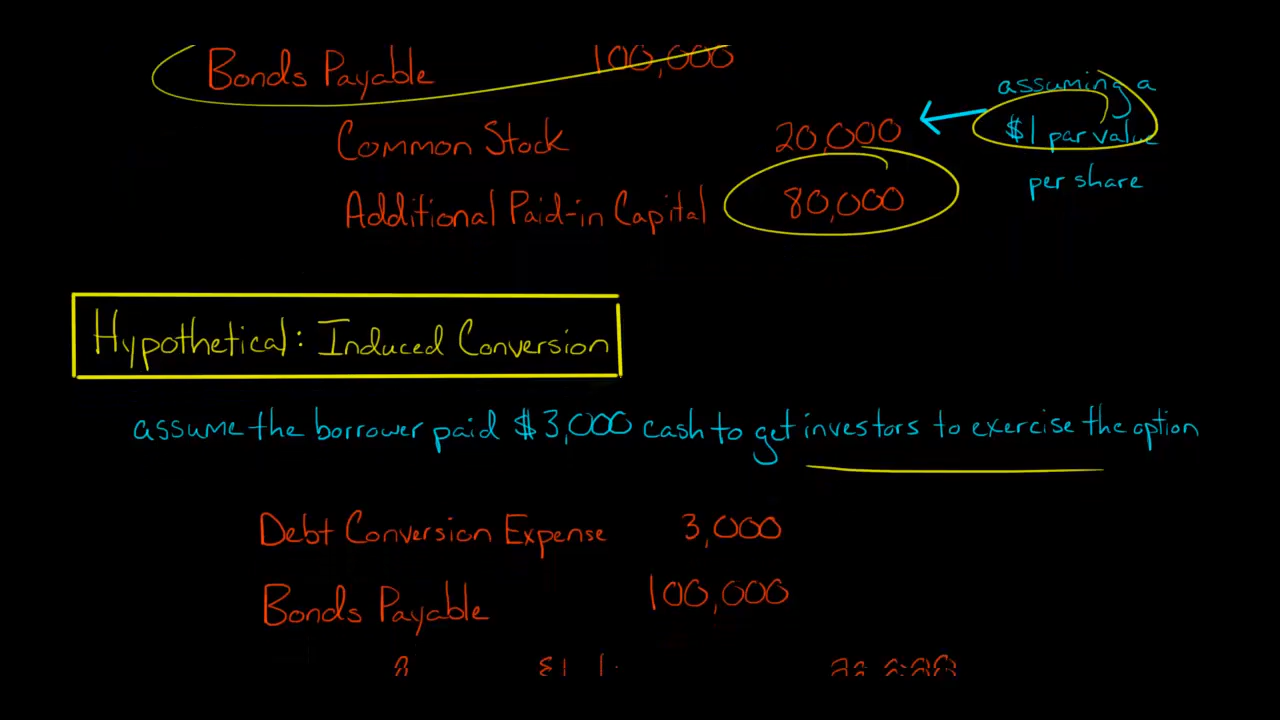 Bonds Payable 100,000
assuming a
Common Stock 20,000
$1 par value
per share
Additional Paid-in Capital 80,000
Hypothetical: Induced Conversion
assume the borrower paid $3,000 cash to get investors to exercise the option
Debt Conversion Expense 3,000
Bonds Payable 100,000